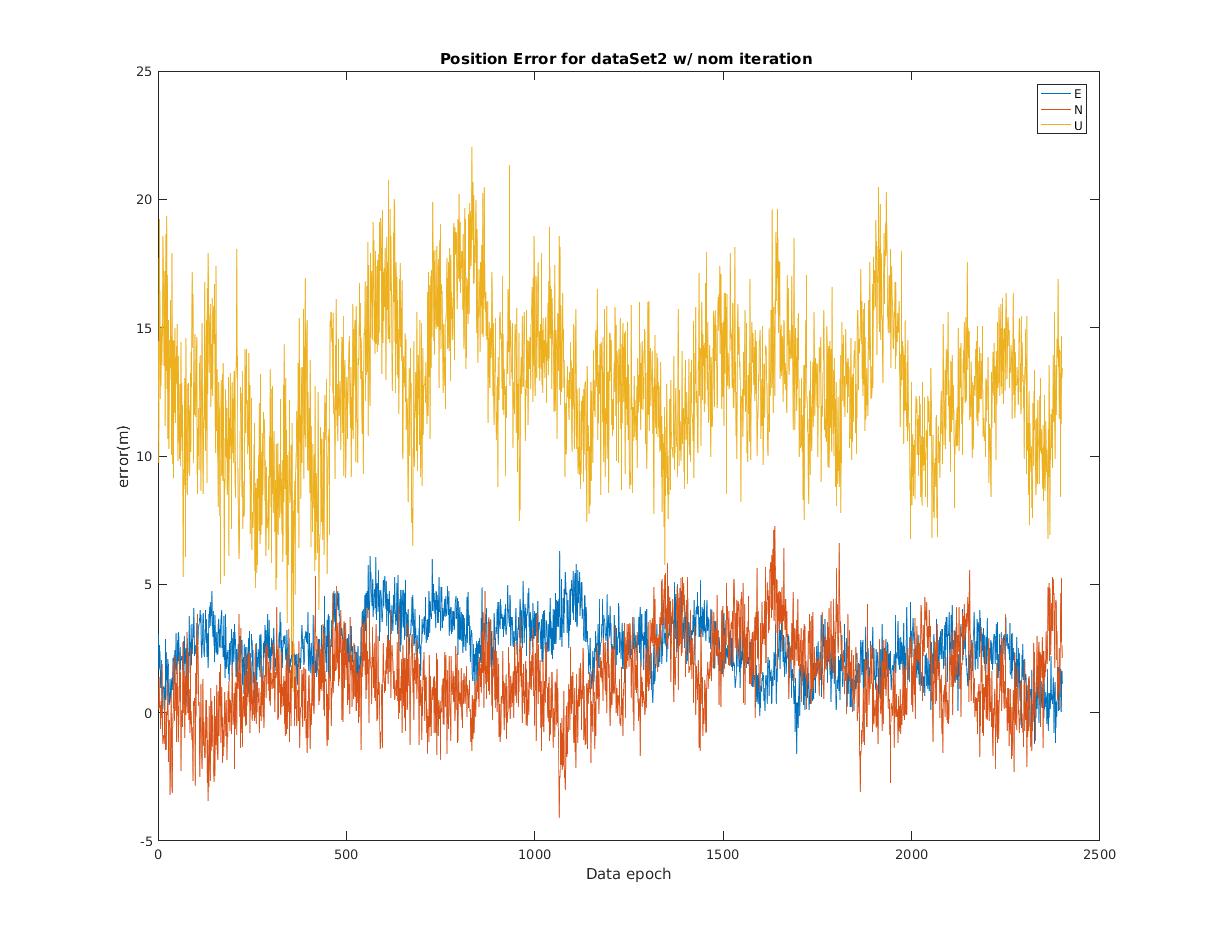 Position Error for dataSet2 w/ nom iteration
25
E
N
U
20
15
10
5
0
-5
error(m)
0 500 1000 1500 2000 2500
Data epoch